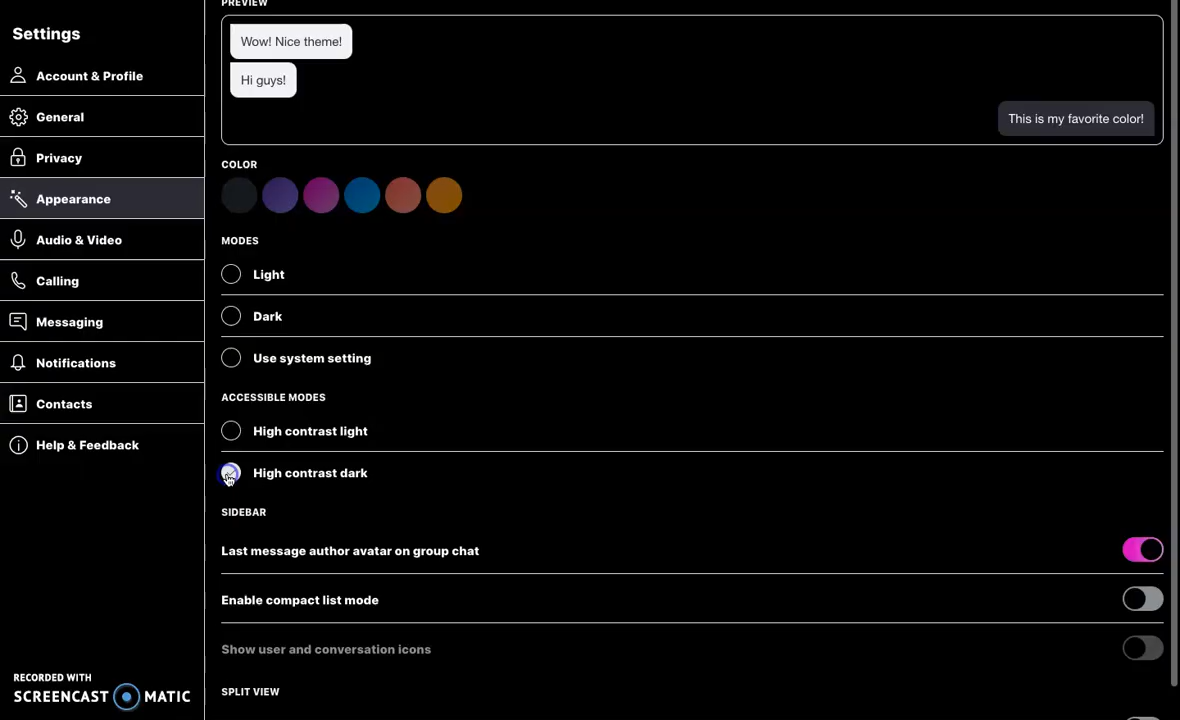 PREVIEW
Settings
Wow! Nice theme!
Account & Profile
Hi guys!
General
This is my favorite color!
Privacy
COLOR
Appearance
Audio & Video
MODES
Light
Calling
Dark
Messaging
Use system setting
Notifications
ACCESSIBLE MODES
Contacts
High contrast light
Help & Feedback
High contrast dark
SIDEBAR
Last message author avatar on group chat
Enable compact list mode
Show user and conversation icons
RECORDED WITH
SCREENCAST MATIC
SPLIT VIEW